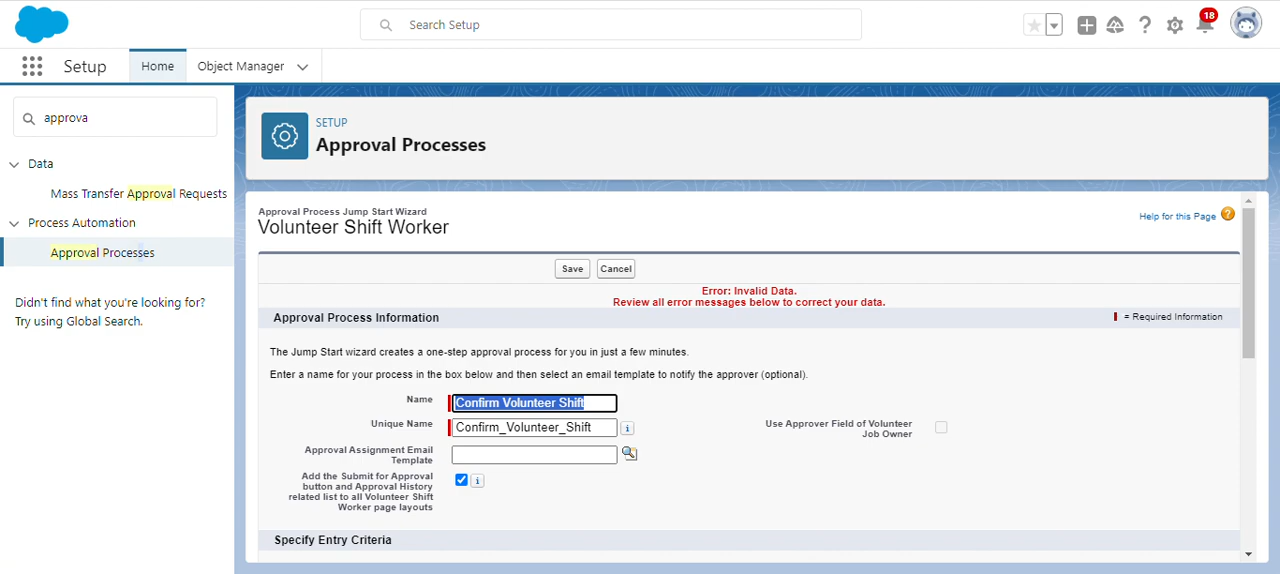 Search Setup
18
Setup
Home
Object Manager
approva
Data
Mass Transfer Approval Requests
Process Automation
Approval Processes
Didn't find what you're looking for?
Try using Global Search.
SETUP
Approval Processes
Approval Process Jump Start Wizard
Volunteer Shift Worker
Help for this Page
Save
Cancel
Error: Invalid Data.
Review all error messages below to correct your data.
Approval Process Information
= Required Information
The Jump Start wizard creates a one-step approval process for you in just a few minutes.
Enter a name for your process in the box below and then select an email template to notify the approver (optional).
Name
Confirm Volunteer Shift
Unique Name
Confirm_Volunteer_Shift
Use Approver Field of Volunteer
Job Owner
Approval Assignment Email
Template
Add the Submit for Approval
button and Approval History
related list to all Volunteer Shift
Worker page layouts
Specify Entry Criteria